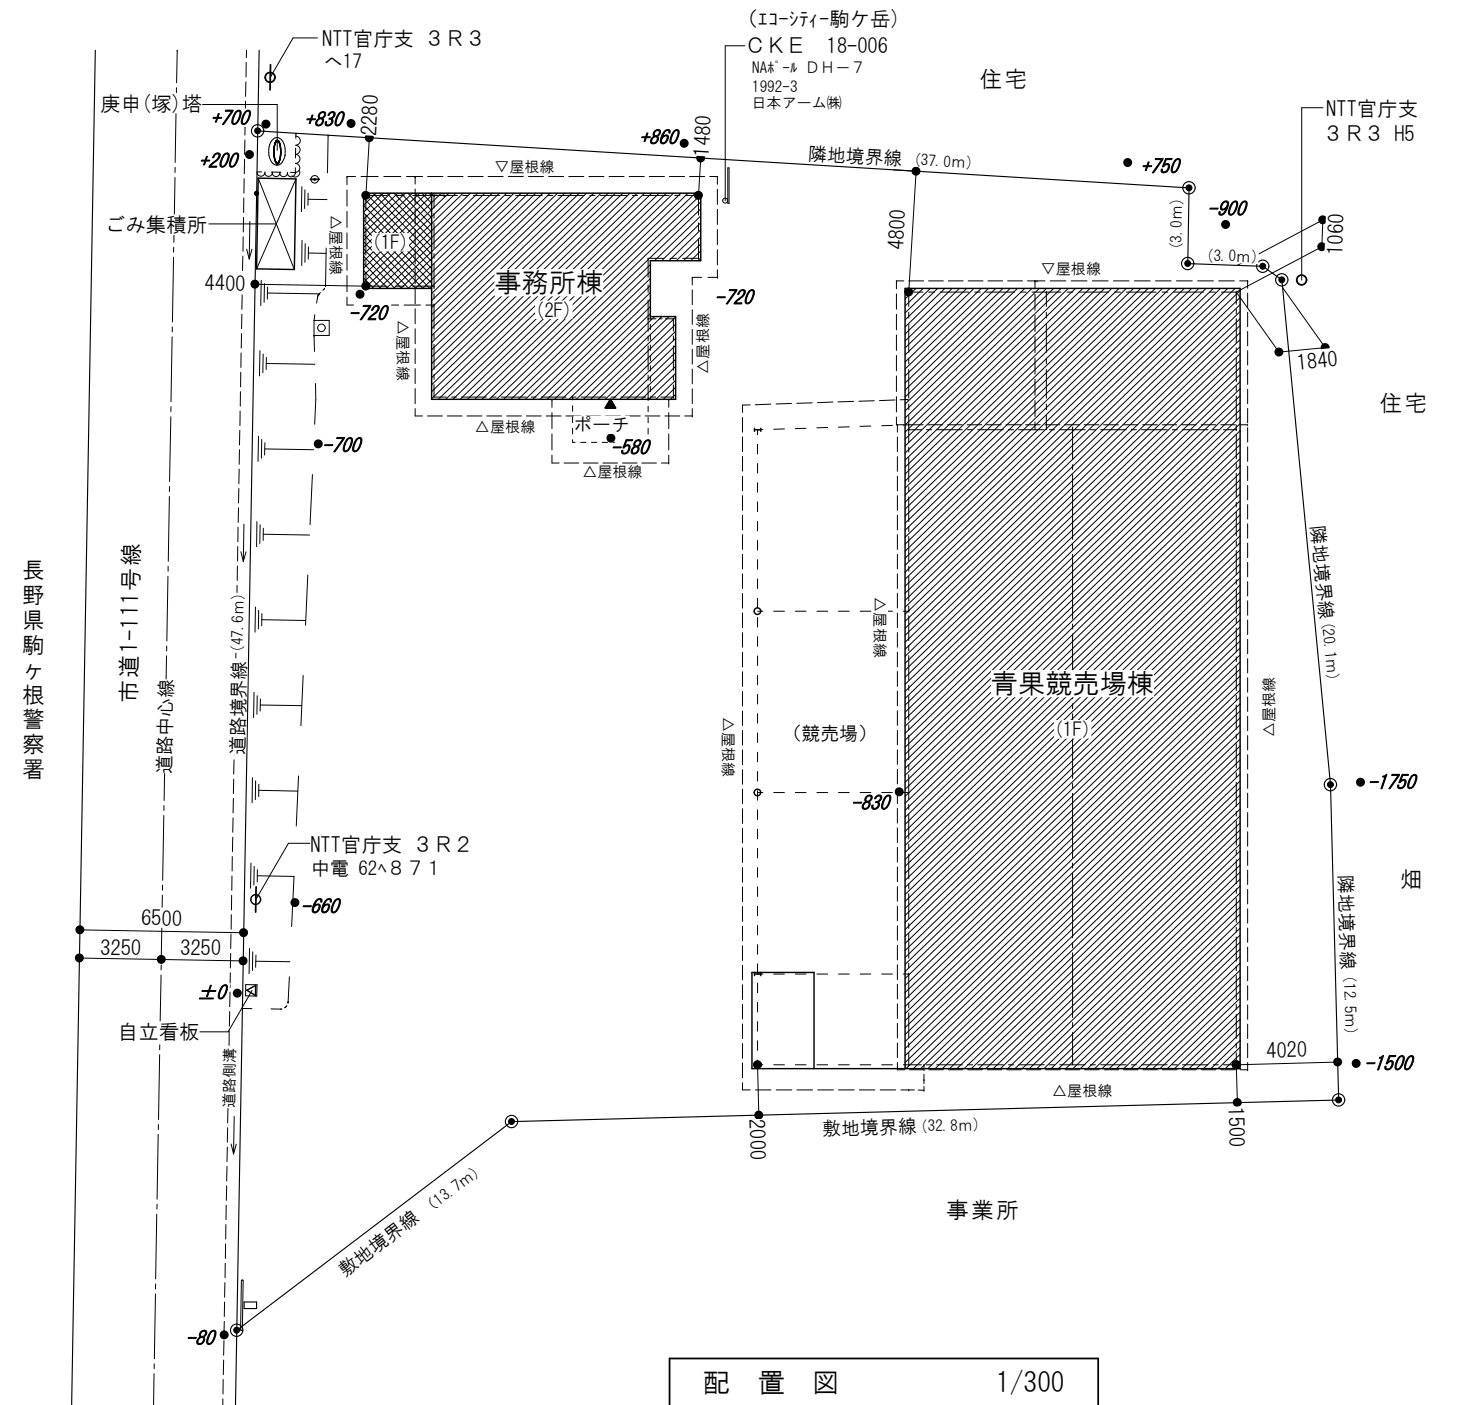 (ｴｺｰｼﾃｨｰ駒ケ岳)
ＣＫＥ 18-006
NAﾎﾟｰﾙ ＤＨ－７
1992-3
日本アーム㈱
NTT官庁支 ３Ｒ３
へ17
住宅
NTT官庁支
３Ｒ３ H5
庚申(塚)塔
+700
+830
2280
+860
1480
+200
▽屋根線
隣地境界線 (37.0m)
+750
-900
(3.0m)
(3.0m)
1060
ごみ集積所
△屋根線
(1F)
4800
▽屋根線
4400
事務所棟
(2F)
-720
-720
△屋根線
△屋根線
1840
△屋根線
ポーチ
-580
△屋根線
住宅
-700
長野県駒ヶ根警察署
市道1-111号線
道路中心線
道路境界線 (47.6m)
隣地境界線 (20.1m)
△屋根線
青果競売場棟
(1F)
△屋根線
△屋根線
(競売場)
-830
-1750
NTT官庁支 ３Ｒ２
中電 62ﾍ８７１
畑
隣地境界線 (12.5m)
-660
6500
3250
3250
±0
自立看板
道路側溝
4020
-1500
△屋根線
2000
敷地境界線 (32.8m)
1500
敷地境界線 (13.7m)
事業所
-80
配 置 図 1/300